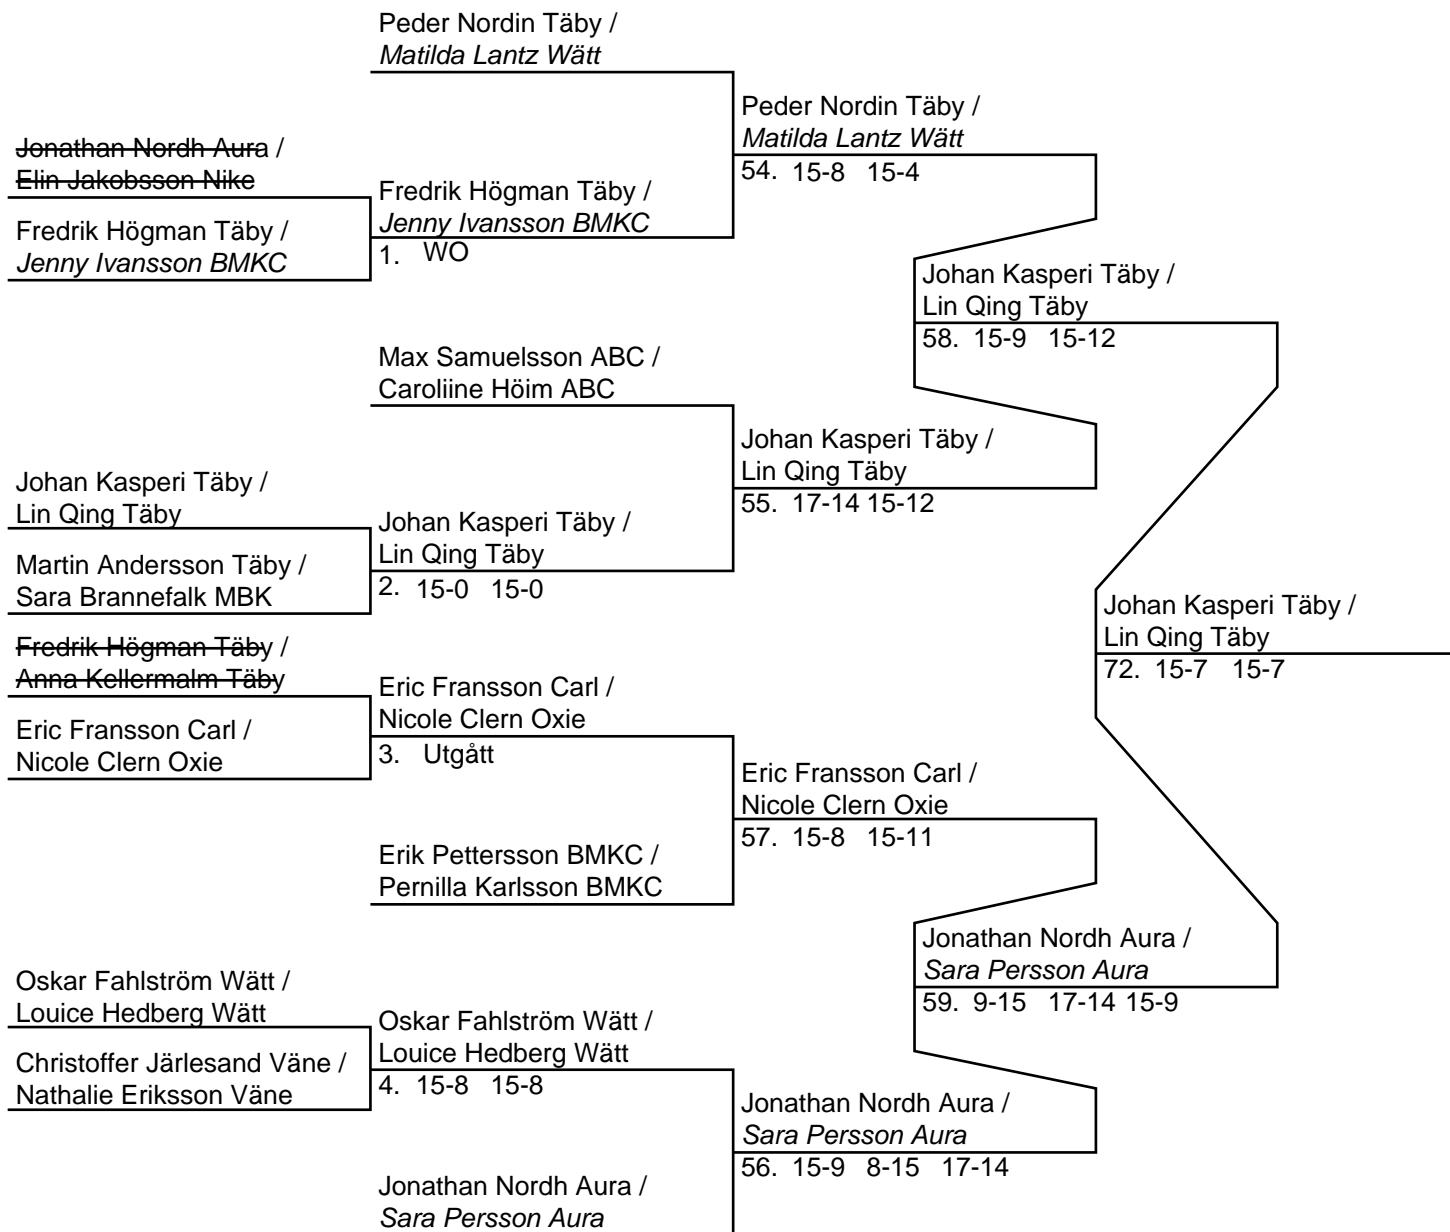 Peder Nordin Täby /
Matilda Lantz Wätt
Jonathan Nordh Aura /
Elin Jakobsson Nike
Fredrik Högman Täby /
Jenny Ivansson BMKC
Fredrik Högman Täby /
Jenny Ivansson BMKC
1. WO
Peder Nordin Täby /
Matilda Lantz Wätt
54. 15-8 15-4
Max Samuelsson ABC /
Caroliine Höim ABC
Johan Kasperi Täby /
Lin Qing Täby
Martin Andersson Täby /
Sara Brannefalk MBK
Johan Kasperi Täby /
Lin Qing Täby
2. 15-0 15-0
Johan Kasperi Täby /
Lin Qing Täby
55. 17-14 15-12
Johan Kasperi Täby /
Lin Qing Täby
58. 15-9 15-12
Fredrik Högman Täby /
Anna Kellermalm Täby
Eric Fransson Carl /
Nicole Clern Oxie
Eric Fransson Carl /
Nicole Clern Oxie
3. Utgått
Erik Pettersson BMKC /
Pernilla Karlsson BMKC
Eric Fransson Carl /
Nicole Clern Oxie
57. 15-8 15-11
Oskar Fahlström Wätt /
Louice Hedberg Wätt
Christoffer Järlesand Väne /
Nathalie Eriksson Väne
Oskar Fahlström Wätt /
Louice Hedberg Wätt
4. 15-8 15-8
Jonathan Nordh Aura /
Sara Persson Aura
Jonathan Nordh Aura /
Sara Persson Aura
56. 15-9 8-15 17-14
Jonathan Nordh Aura /
Sara Persson Aura
59. 9-15 17-14 15-9
Johan Kasperi Täby /
Lin Qing Täby
72. 15-7 15-7